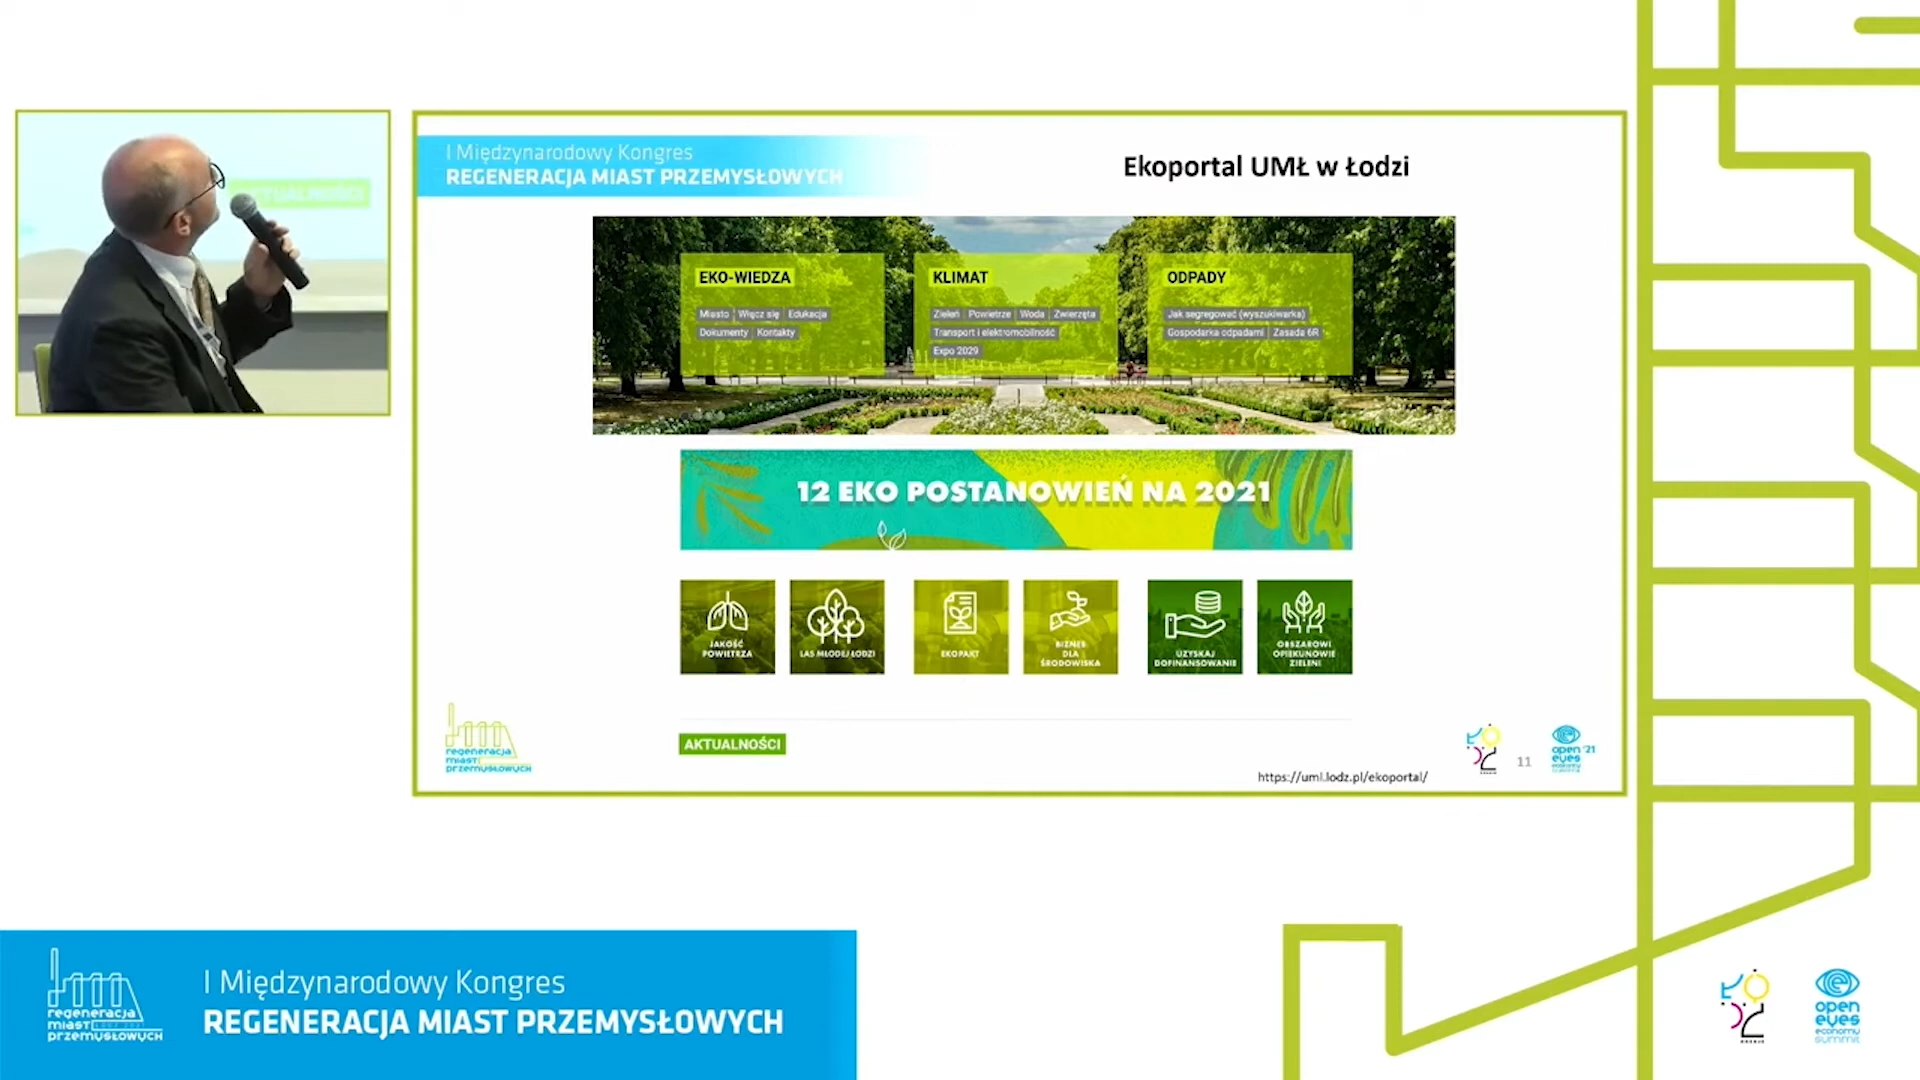 AKTUALNOŚCI
I Międzynarodowy Kongres
REGENERACJA MIAST PRZEMYSŁOWYCH
Ekoportal UMŁ w Łodzi
EKO-WIEDZA
Miasto Włącz się Edukacja
Dokumenty Kontakty
KLIMAT
Zieleń Powietrze Woda Zwierzęta
Transport i elektromobilność
Expo 2029
ODPADY
Jak segregować (wyszukiwarka)
Gospodarka odpadami Zasada 6R
12 EKO POSTANOWIEŃ NA 2021
JAKOŚĆ
POWIETRZA
LAS MŁODEJ ŁODZI
EKOPAKT
BIZNES
DLA
ŚRODOWISKA
UZYSKAJ
DOFINANSOWANIE
OBSZAROWI
OPIEKUNOWIE
ZIELENI
AKTUALNOŚCI
regeneracja
miast
przemysłowych
11
open '21
eyes
economy
summit
https://uml.lodz.pl/ekoportal/
regeneracja
miast
przemysłowych
I Międzynarodowy Kongres
REGENERACJA MIAST PRZEMYSŁOWYCH
open
eyes
economy
summit